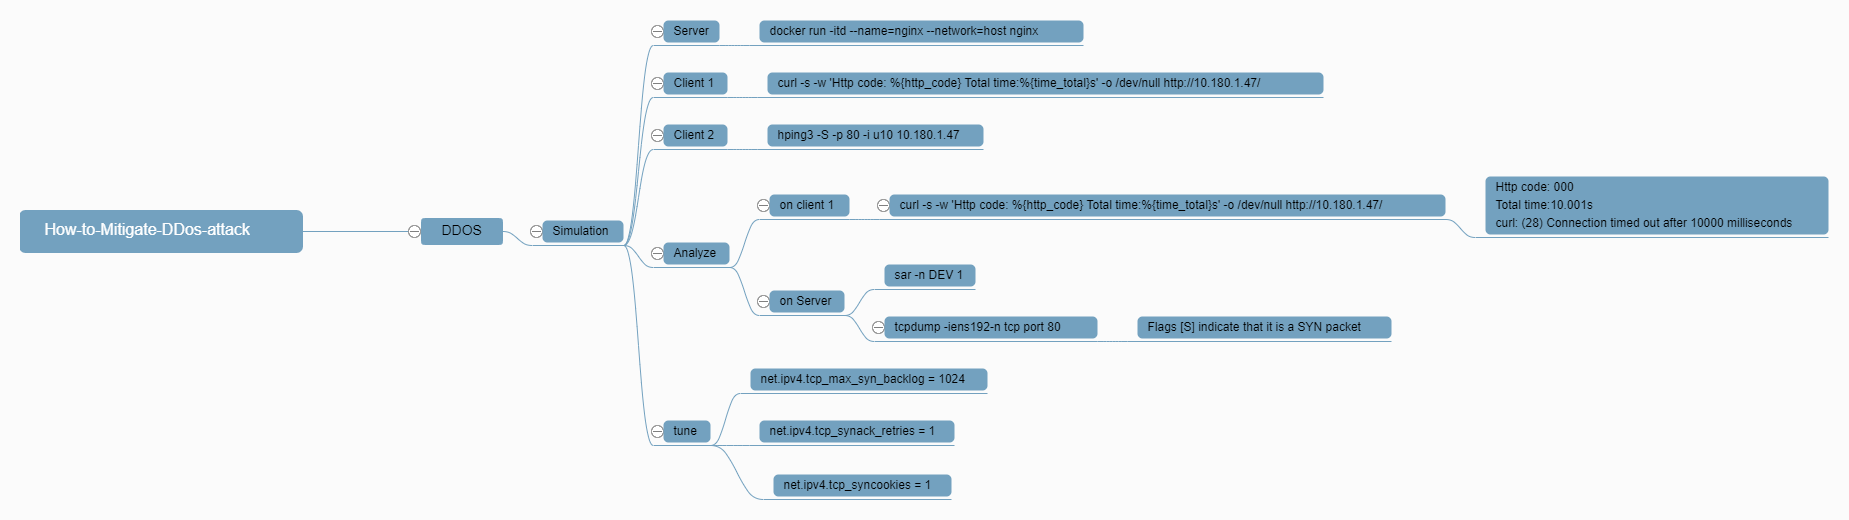 How-to-Mitigate-DDos-attack
DDOS
Simulation
Server
docker run -itd --name=nginx --network=host nginx
Client 1
curl -s -w 'Http code: %{http_code} Total time:%{time_total}s' -o /dev/null http://10.180.1.47/
Client 2
hping3 -S -p 80 -i u10 10.180.1.47
Analyze
on client 1
curl -s -w 'Http code: %{http_code} Total time:%{time_total}s' -o /dev/null http://10.180.1.47/
Http code: 000
Total time:10.001s
curl: (28) Connection timed out after 10000 milliseconds
on Server
sar -n DEV 1
tcpdump -iens192-n tcp port 80
Flags [S] indicate that it is a SYN packet
tune
net.ipv4.tcp_max_syn_backlog = 1024
net.ipv4.tcp_synack_retries = 1
net.ipv4.tcp_syncookies = 1